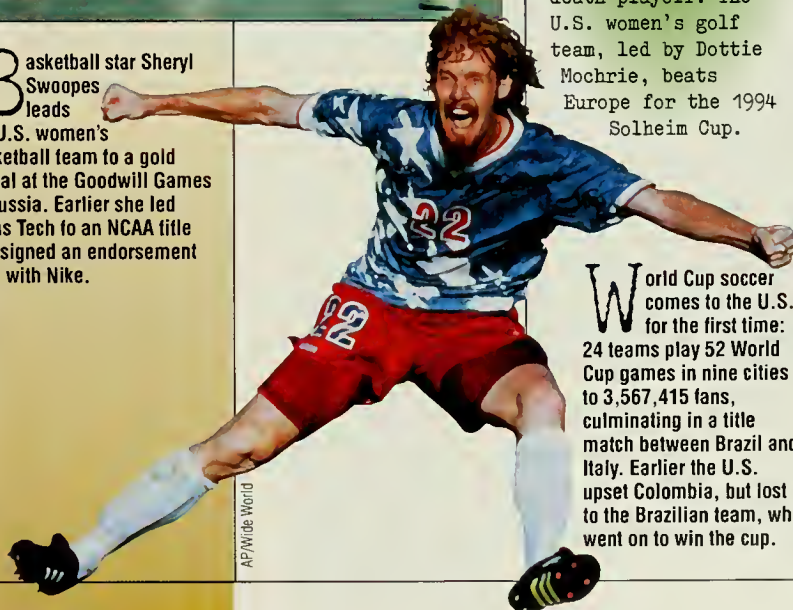 Basketball star Sheryl
Swoopes
leads
U.S. women's
ketball team to a gold
al at the Goodwill Games
ussia. Earlier she led
s Tech to an NCAA title
signed an endorsement
with Nike.
death playoff. The
U.S. women's golf
team, led by Dottie
Mochrie, beats
Europe for the 1994
Solheim Cup.
22
22
World Cup soccer
comes to the U.S.
for the first time:
24 teams play 52 World
Cup games in nine cities
to 3,567,415 fans,
culminating in a title
match between Brazil and
Italy. Earlier the U.S.
upset Colombia, but lost
to the Brazilian team, wh
went on to win the cup.
AP/Wide World